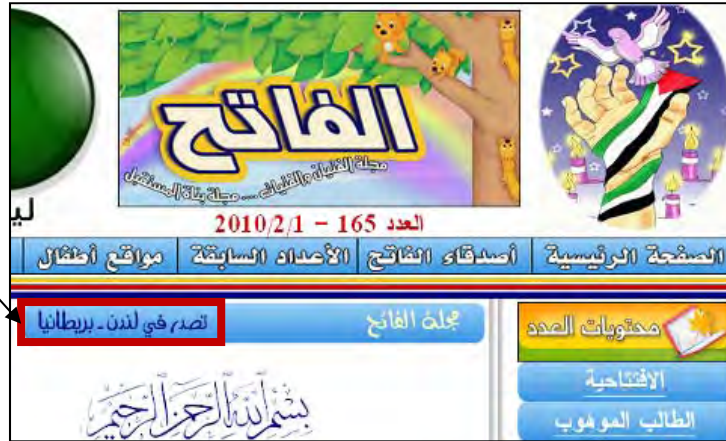 الفاتح
مجلة الفتيان والفتيات .... مجلة بناة المستقبل
العدد 165 – 2010/2/1
الصفحة الرئيسية
أصدقاء الفاتح
الأعداد السابقة
مواقع أطفال
محتويات العدد
مجلة الفاتح
تصدر في لندن - بريطانيا
الافتتاحية
بسم الله الرحمن الرحيم
الطالب الموهوب